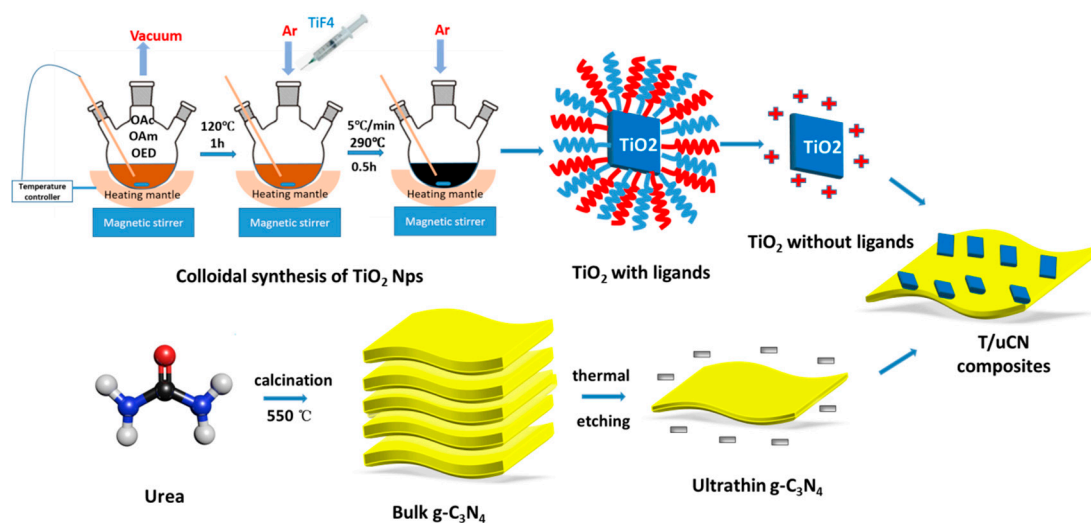 Vacuum
Ar
TiF4
Ar
OAc
OAm
OED
120℃
1h
5℃/min
290℃
0.5h
Temperature
controller
Heating mantle
Heating mantle
Heating mantle
Magnetic stirrer
Magnetic stirrer
Magnetic stirrer
TiO2
TiO2
Colloidal synthesis of TiO₂ Nps
TiO₂ with ligands
TiO₂ without ligands
T/uCN
composites
calcination
550 ℃
thermal
etching
Urea
Bulk g-C₃N₄
Ultrathin g-C₃N₄